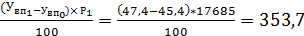 (Увп1−Увп0)×Р1/100 = (47,4−45,4)*17685/100 = 353,7